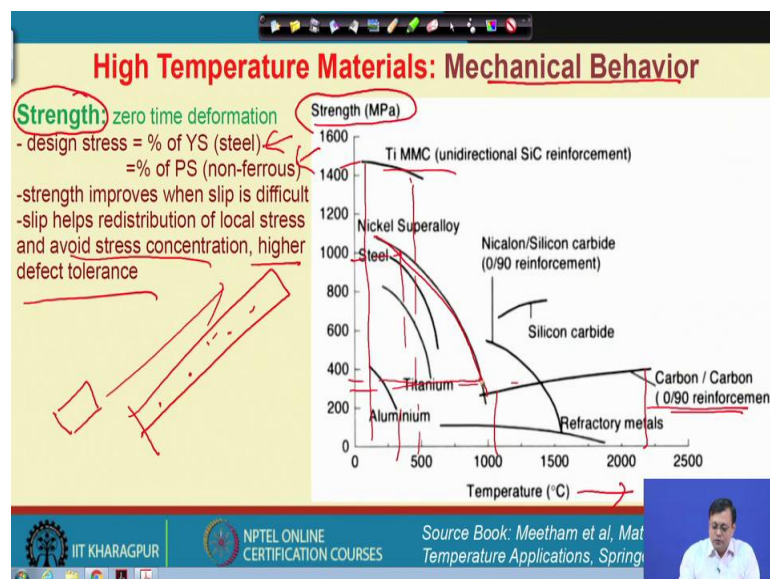 High Temperature Materials: Mechanical Behavior
Strength: zero time deformation
- design stress = % of YS (steel)
=% of PS (non-ferrous)
-strength improves when slip is difficult
-slip helps redistribution of local stress
and avoid stress concentration, higher
defect tolerance
Strength (MPa)
1600
1400
1200
1000
800
600
400
200
0
Ti MMC (unidirectional SiC reinforcement)
Nickel Superalloy
Steel
Nicalon/Silicon carbide
(0/90 reinforcement)
Silicon carbide
Titanium
Aluminium
Carbon / Carbon
( 0/90 reinforcemen
Refractory metals
0 500 1000 1500 2000 2500
Temperature (°C)
IIT KHARAGPUR
NPTEL ONLINE
CERTIFICATION COURSES
Source Book: Meetham et al, Mat
Temperature Applications, Springe